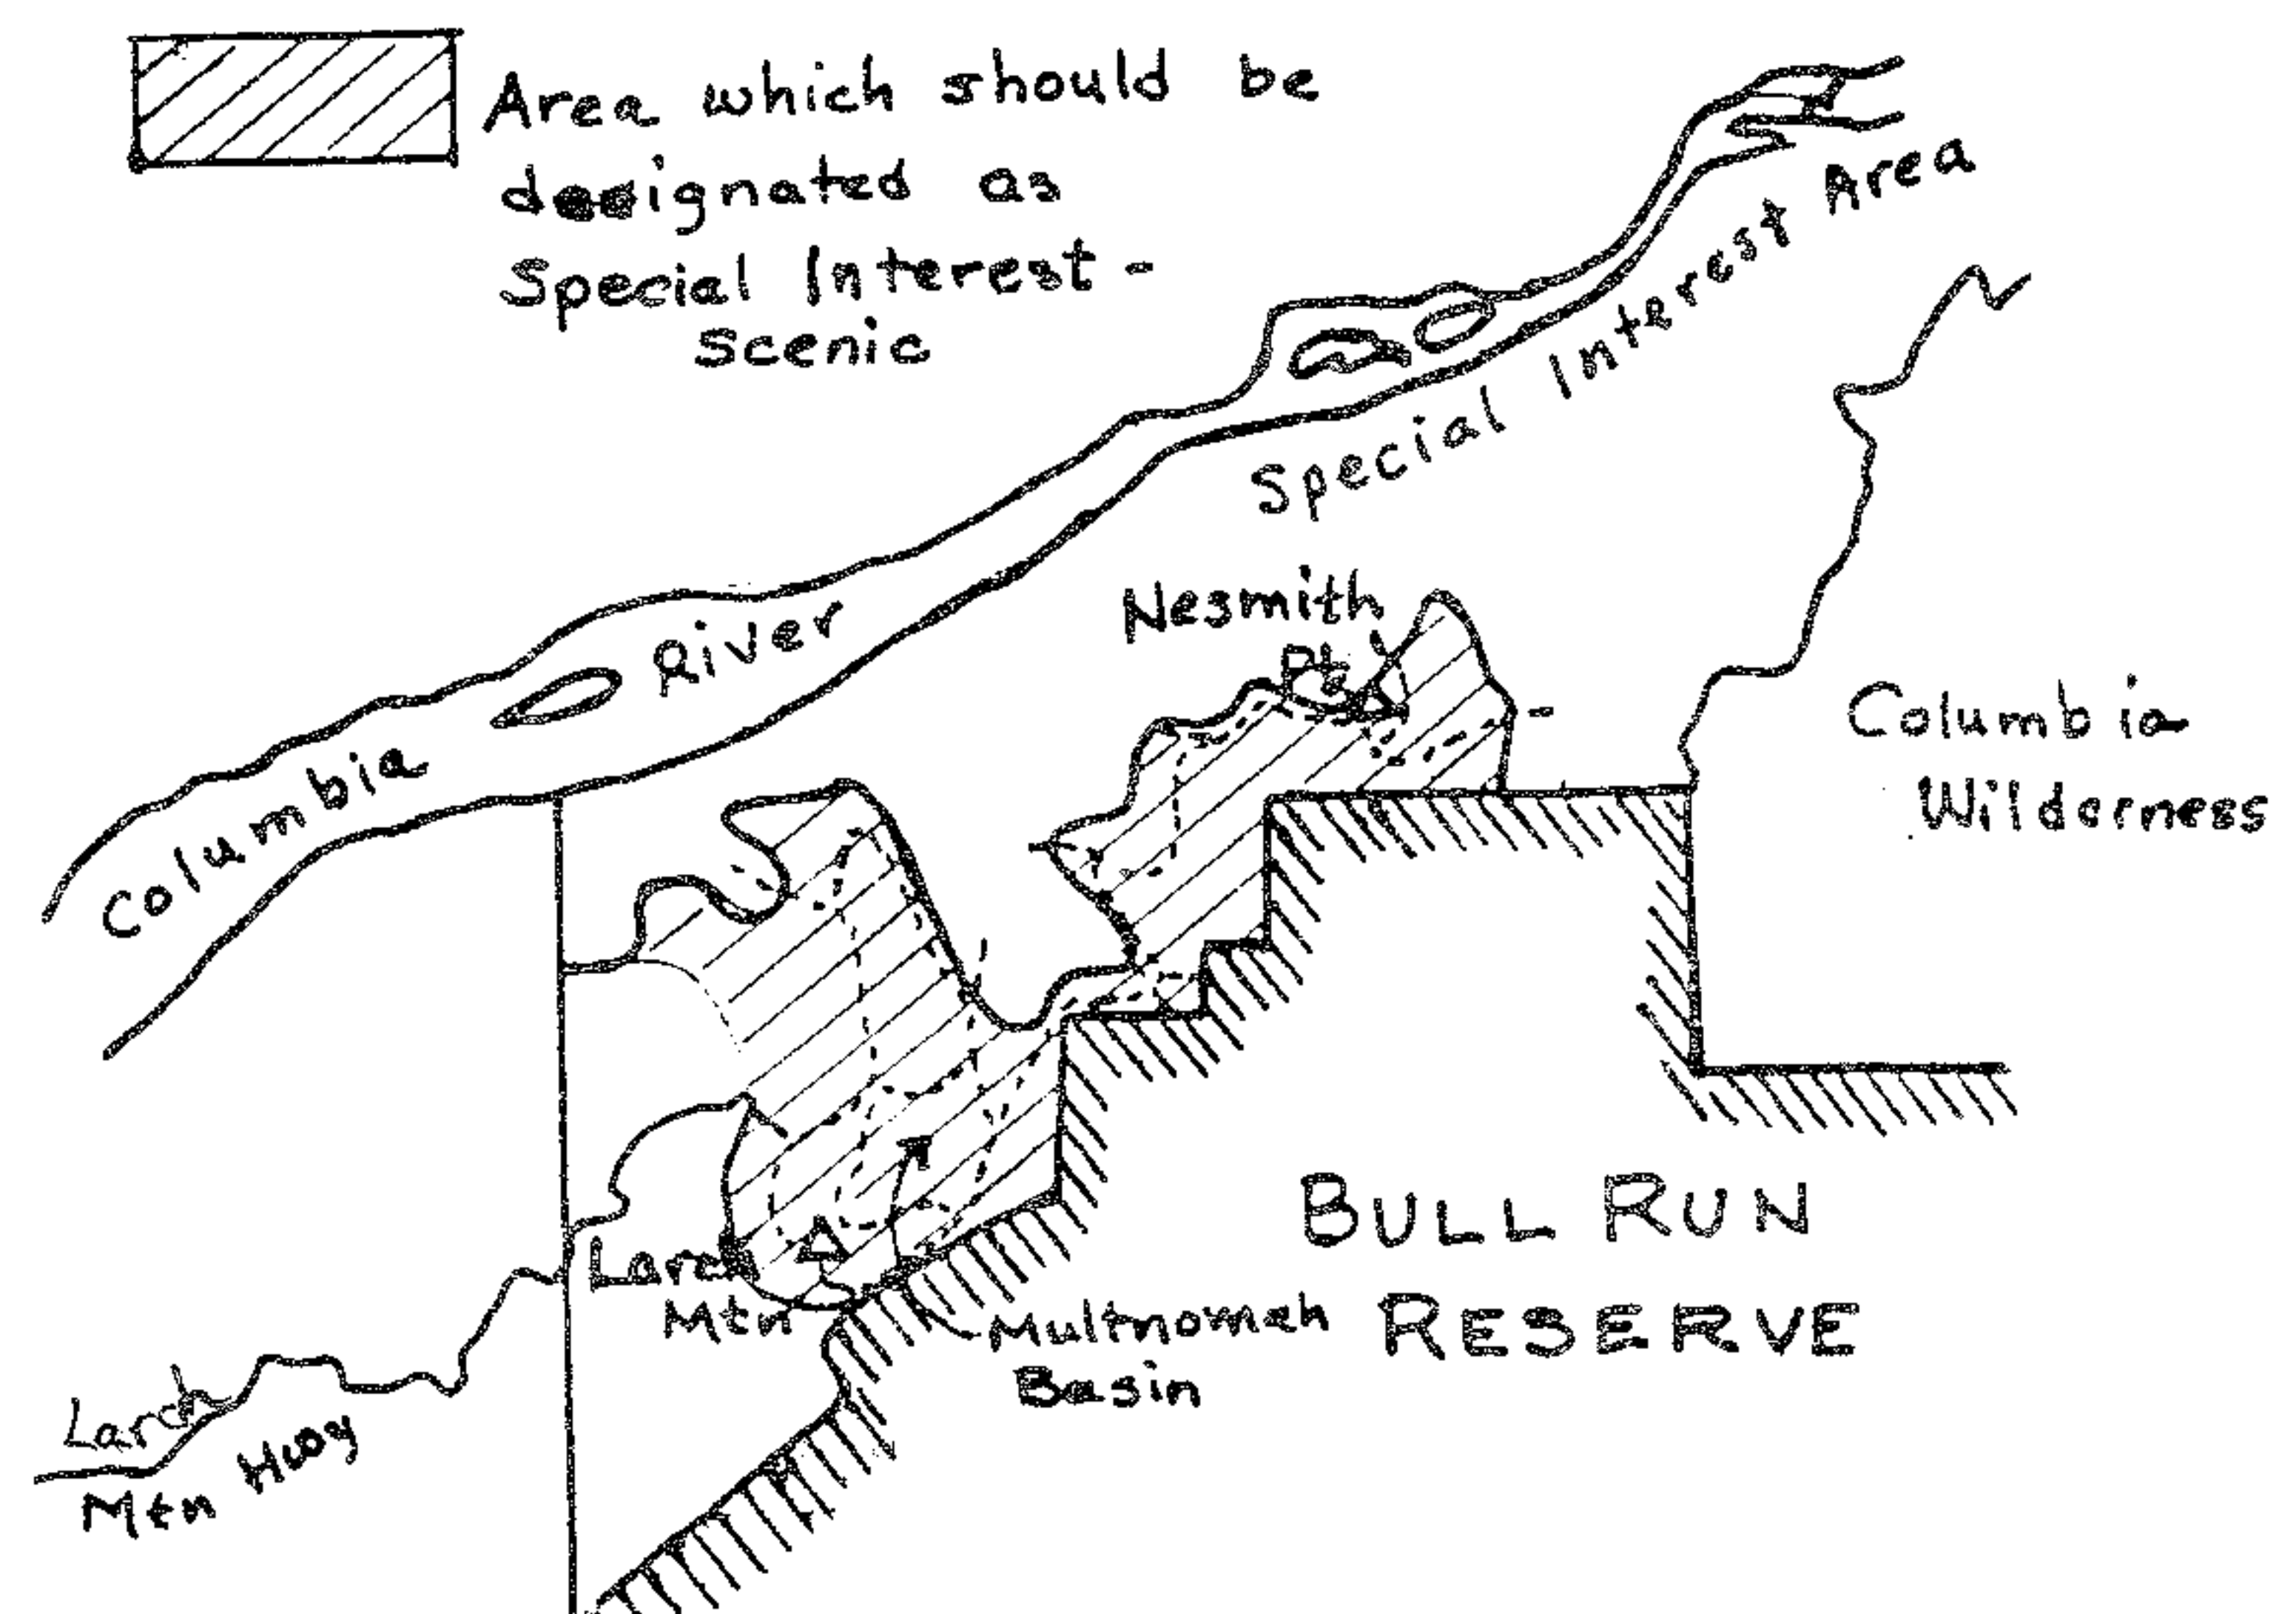 Area which should be
designated as
Special Interest -
scenic
Special Interest Area
Columbia River
Nesmith
Pt.
Columbia
Wilderness
Larch
Mtn
Multnomah
Basin
BULL RUN
RESERVE
Larch
Mtn Hwy